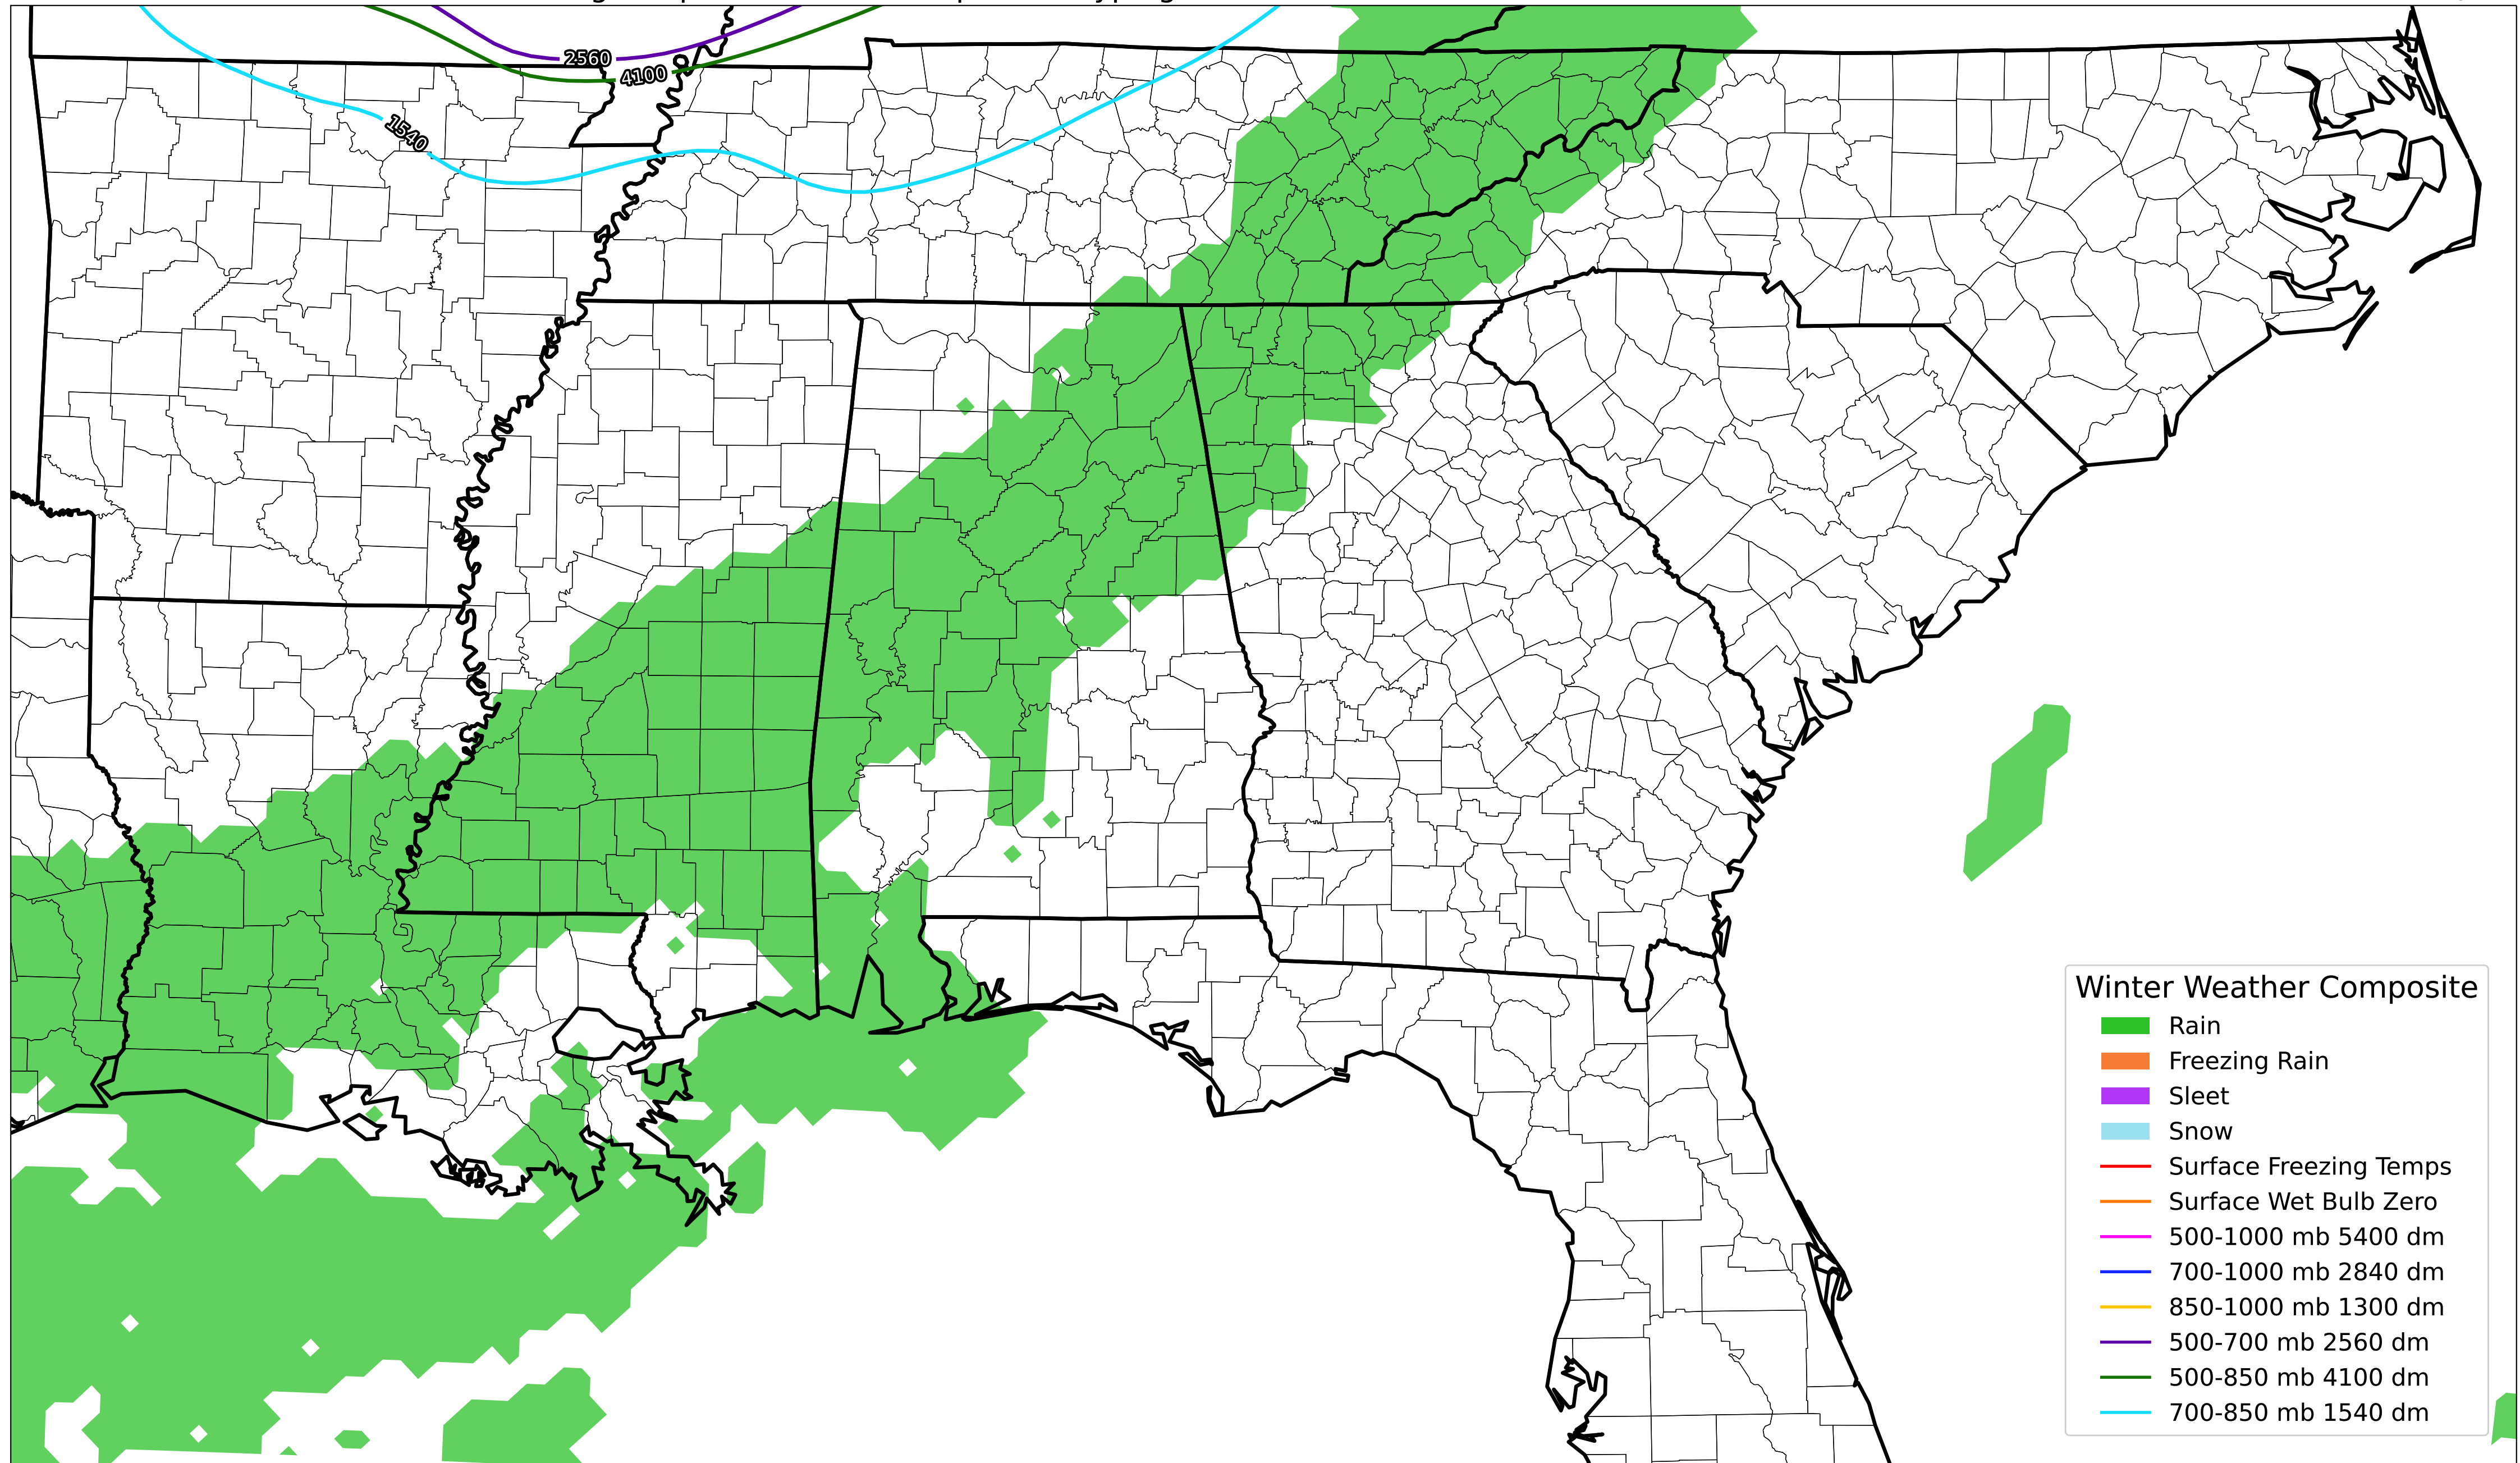 2560
4100
1540
Winter Weather Composite
Rain
Freezing Rain
Sleet
Snow
Surface Freezing Temps
Surface Wet Bulb Zero
500-1000 mb 5400 dm
700-1000 mb 2840 dm
850-1000 mb 1300 dm
500-700 mb 2560 dm
500-850 mb 4100 dm
700-850 mb 1540 dm